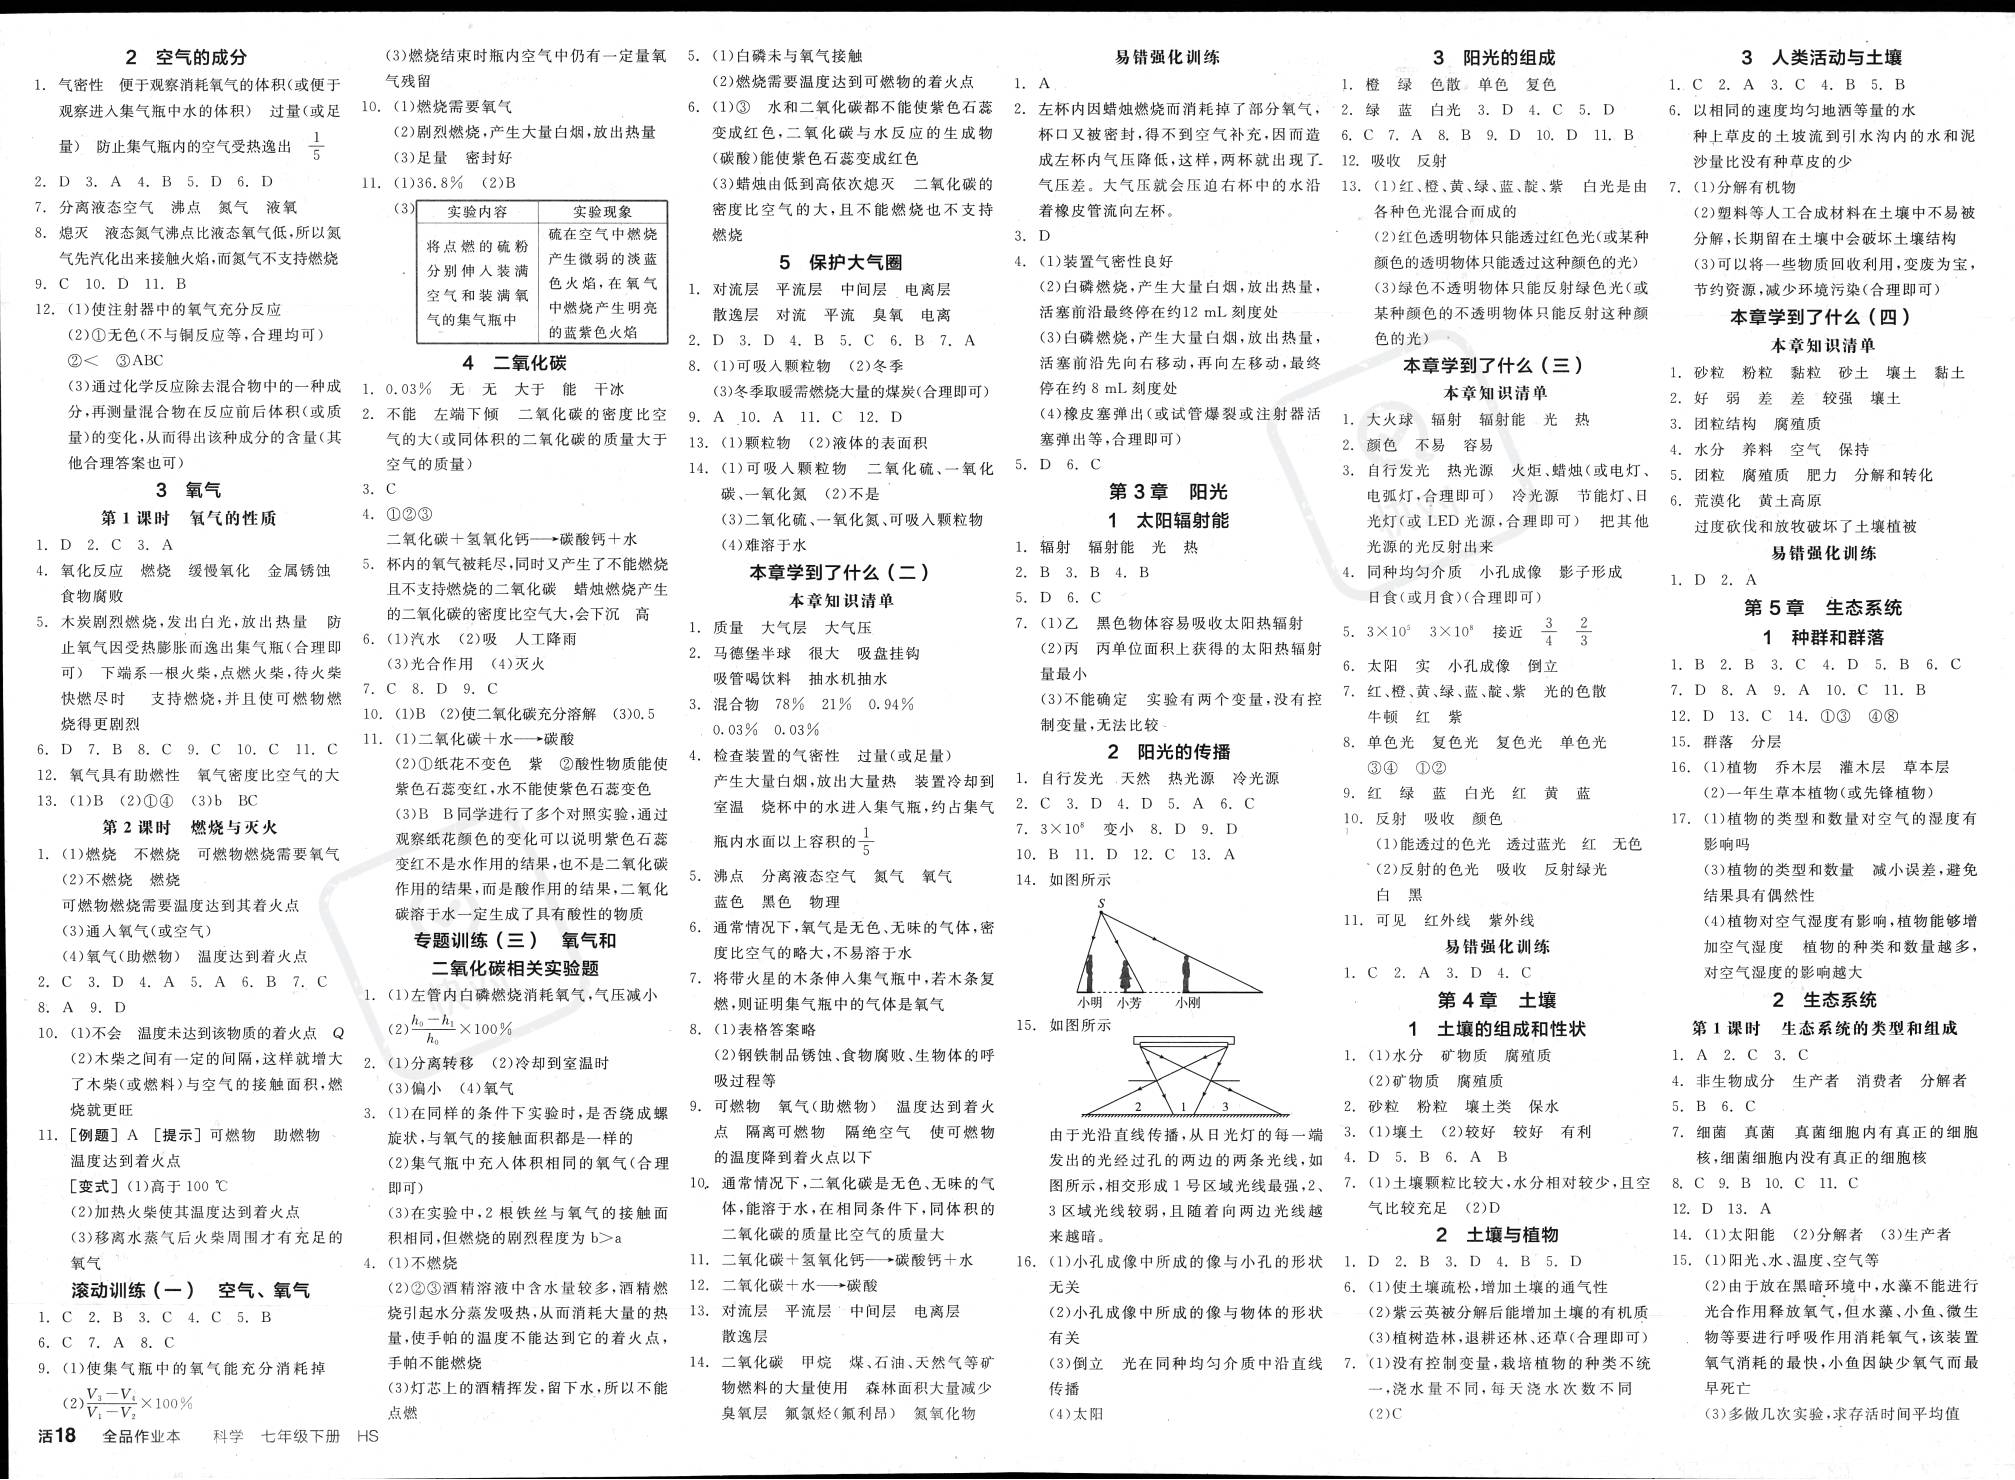 2 空气的成分
1. 气密性 便于观察消耗氧气的体积(或便于
观察进入集气瓶中水的体积) 过量(或足
量) 防止集气瓶内的空气受热逸出 1/5
2. D 3. A 4. B 5. D 6. D
7. 分离液态空气 沸点 氮气 液氧
8. 熄灭 液态氮气沸点比液态氧气低,所以氮
气先汽化出来接触火焰,而氮气不支持燃烧
9. C 10. D 11. B
12. (1)使注射器中的氧气充分反应
(2)①无色(不与铜反应等,合理均可)
②< ③ABC
(3)通过化学反应除去混合物中的一种成
分,再测量混合物在反应前后体积(或质
量)的变化,从而得出该种成分的含量(其
他合理答案也可)
3 氧气
第1课时 氧气的性质
1. D 2. C 3. A
4. 氧化反应 燃烧 缓慢氧化 金属锈蚀
食物腐败
5. 木炭剧烈燃烧,发出白光,放出热量 防
止氧气因受热膨胀而逸出集气瓶(合理即
可) 下端系一根火柴,点燃火柴,待火柴
快燃尽时 支持燃烧,并且使可燃物燃
烧得更剧烈
6. D 7. B 8. C 9. C 10. C 11. C
12. 氧气具有助燃性 氧气密度比空气的大
13. (1)B (2)①④ (3)b BC
第2课时 燃烧与灭火
1. (1)燃烧 不燃烧 可燃物燃烧需要氧气
(2)不燃烧 燃烧
可燃物燃烧需要温度达到其着火点
(3)通入氧气(或空气)
(4)氧气(助燃物) 温度达到着火点
2. C 3. D 4. A 5. A 6. B 7. C
8. A 9. D
10. (1)不会 温度未达到该物质的着火点 Q
(2)木柴之间有一定的间隔,这样就增大
了木柴(或燃料)与空气的接触面积,燃
烧就更旺
11. [例题] A [提示] 可燃物 助燃物
温度达到着火点
[变式] (1)高于100 ℃
(2)加热火柴使其温度达到着火点
(3)移离水蒸气后火柴周围才有充足的
氧气
滚动训练(一) 空气、氧气
1. C 2. B 3. C 4. C 5. B
6. C 7. A 8. C
9. (1)使集气瓶中的氧气能充分消耗掉
(2)(V₃－V₄)/(V₁－V₂)×100%
活18 全品作业本 科学 七年级下册 HS
(3)燃烧结束时瓶内空气中仍有一定量氧
气残留
10. (1)燃烧需要氧气
(2)剧烈燃烧,产生大量白烟,放出热量
(3)足量 密封好
11. (1)36.8% (2)B
(3)
实验内容 实验现象
将点燃的硫粉
分别伸入装满
空气和装满氧
气的集气瓶中
硫在空气中燃烧
产生微弱的淡蓝
色火焰,在氧气
中燃烧产生明亮
的蓝紫色火焰
4 二氧化碳
1. 0.03% 无 无 大于 能 干冰
2. 不能 左端下倾 二氧化碳的密度比空
气的大(或同体积的二氧化碳的质量大于
空气的质量)
3. C
4. ①②③
二氧化碳＋氢氧化钙⟶碳酸钙＋水
5. 杯内的氧气被耗尽,同时又产生了不能燃烧
且不支持燃烧的二氧化碳 蜡烛燃烧产生
的二氧化碳的密度比空气大,会下沉 高
6. (1)汽水 (2)吸 人工降雨
(3)光合作用 (4)灭火
7. C 8. D 9. C
10. (1)B (2)使二氧化碳充分溶解 (3)0.5
11. (1)二氧化碳＋水⟶碳酸
(2)①纸花不变色 紫 ②酸性物质能使
紫色石蕊变红,水不能使紫色石蕊变色
(3)B B同学进行了多个对照实验,通过
观察纸花颜色的变化可以说明紫色石蕊
变红不是水作用的结果,也不是二氧化碳
作用的结果,而是酸作用的结果,二氧化
碳溶于水一定生成了具有酸性的物质
专题训练(三) 氧气和
二氧化碳相关实验题
1. (1)左管内白磷燃烧消耗氧气,气压减小
(2)(h₀－h₁)/h₀×100%
2. (1)分离转移 (2)冷却到室温时
(3)偏小 (4)氧气
3. (1)在同样的条件下实验时,是否绕成螺
旋状,与氧气的接触面积都是一样的
(2)集气瓶中充入体积相同的氧气(合理
即可)
(3)在实验中,2根铁丝与氧气的接触面
积相同,但燃烧的剧烈程度为b>a
4. (1)不燃烧
(2)②③酒精溶液中含水量较多,酒精燃
烧引起水分蒸发吸热,从而消耗大量的热
量,使手帕的温度不能达到它的着火点,
手帕不能燃烧
(3)灯芯上的酒精挥发,留下水,所以不能
点燃
5. (1)白磷未与氧气接触
(2)燃烧需要温度达到可燃物的着火点
6. (1)③ 水和二氧化碳都不能使紫色石蕊
变成红色,二氧化碳与水反应的生成物
(碳酸)能使紫色石蕊变成红色
(3)蜡烛由低到高依次熄灭 二氧化碳的
密度比空气的大,且不能燃烧也不支持
燃烧
5 保护大气圈
1. 对流层 平流层 中间层 电离层
散逸层 对流 平流 臭氧 电离
2. D 3. D 4. B 5. C 6. B 7. A
8. (1)可吸入颗粒物 (2)冬季
(3)冬季取暖需燃烧大量的煤炭(合理即可)
9. A 10. A 11. C 12. D
13. (1)颗粒物 (2)液体的表面积
14. (1)可吸入颗粒物 二氧化硫、一氧化
碳、一氧化氮 (2)不是
(3)二氧化硫、一氧化氮、可吸入颗粒物
(4)难溶于水
本章学到了什么(二)
本章知识清单
1. 质量 大气层 大气压
2. 马德堡半球 很大 吸盘挂钩
吸管喝饮料 抽水机抽水
3. 混合物 78% 21% 0.94%
0.03% 0.03%
4. 检查装置的气密性 过量(或足量)
产生大量白烟,放出大量热 装置冷却到
室温 烧杯中的水进入集气瓶,约占集气
瓶内水面以上容积的1/5
5. 沸点 分离液态空气 氮气 氧气
蓝色 黑色 物理
6. 通常情况下,氧气是无色、无味的气体,密
度比空气的略大,不易溶于水
7. 将带火星的木条伸入集气瓶中,若木条复
燃,则证明集气瓶中的气体是氧气
8. (1)表格答案略
(2)钢铁制品锈蚀、食物腐败、生物体的呼
吸过程等
9. 可燃物 氧气(助燃物) 温度达到着火
点 隔离可燃物 隔绝空气 使可燃物
的温度降到着火点以下
10. 通常情况下,二氧化碳是无色、无味的气
体,能溶于水,在相同条件下,同体积的
二氧化碳的质量比空气的质量大
11. 二氧化碳＋氢氧化钙⟶碳酸钙＋水
12. 二氧化碳＋水⟶碳酸
13. 对流层 平流层 中间层 电离层
散逸层
14. 二氧化碳 甲烷 煤、石油、天然气等矿
物燃料的大量使用 森林面积大量减少
臭氧层 氟氯烃(氟利昂) 氮氧化物
易错强化训练
1. A
2. 左杯内因蜡烛燃烧而消耗掉了部分氧气,
杯口又被密封,得不到空气补充,因而造
成左杯内气压降低,这样,两杯就出现了
气压差。大气压就会压迫右杯中的水沿
着橡皮管流向左杯。
3. D
4. (1)装置气密性良好
(2)白磷燃烧,产生大量白烟,放出热量,
活塞前沿最终停在约12 mL刻度处
(3)白磷燃烧,产生大量白烟,放出热量,
活塞前沿先向右移动,再向左移动,最终
停在约8 mL刻度处
(4)橡皮塞弹出(或试管爆裂或注射器活
塞弹出等,合理即可)
5. D 6. C
第3章 阳光
1 太阳辐射能
1. 辐射 辐射能 光 热
2. B 3. B 4. B
5. D 6. C
7. (1)乙 黑色物体容易吸收太阳热辐射
(2)丙 丙单位面积上获得的太阳热辐射
量最小
(3)不能确定 实验有两个变量,没有控
制变量,无法比较
2 阳光的传播
1. 自行发光 天然 热光源 冷光源
2. C 3. D 4. D 5. A 6. C
7. 3×10⁸ 变小 8. D 9. D
10. B 11. D 12. C 13. A
14. 如图所示
S
小明 小芳 小刚
15. 如图所示
2 1 3
由于光沿直线传播,从日光灯的每一端
发出的光经过孔的两边的两条光线,如
图所示,相交形成1号区域光线最强,2、
3区域光线较弱,且随着向两边光线越
来越暗。
16. (1)小孔成像中所成的像与小孔的形状
无关
(2)小孔成像中所成的像与物体的形状
有关
(3)倒立 光在同种均匀介质中沿直线
传播
(4)太阳
3 阳光的组成
1. 橙 绿 色散 单色 复色
2. 绿 蓝 白光 3. D 4. C 5. D
6. C 7. A 8. B 9. D 10. D 11. B
12. 吸收 反射
13. (1)红、橙、黄、绿、蓝、靛、紫 白光是由
各种色光混合而成的
(2)红色透明物体只能透过红色光(或某种
颜色的透明物体只能透过这种颜色的光)
(3)绿色不透明物体只能反射绿色光(或
某种颜色的不透明物体只能反射这种颜
色的光)
本章学到了什么(三)
本章知识清单
1. 大火球 辐射 辐射能 光 热
2. 颜色 不易 容易
3. 自行发光 热光源 火炬、蜡烛(或电灯、
电弧灯,合理即可) 冷光源 节能灯、日
光灯(或LED光源,合理即可) 把其他
光源的光反射出来
4. 同种均匀介质 小孔成像 影子形成
日食(或月食)(合理即可)
5. 3×10⁵ 3×10⁸ 接近 3/4 2/3
6. 太阳 实 小孔成像 倒立
7. 红、橙、黄、绿、蓝、靛、紫 光的色散
牛顿 红 紫
8. 单色光 复色光 复色光 单色光
③④ ①②
9. 红 绿 蓝 白光 红 黄 蓝
10. 反射 吸收 颜色
(1)能透过的色光 透过蓝光 红 无色
(2)反射的色光 吸收 反射绿光
白 黑
11. 可见 红外线 紫外线
易错强化训练
1. C 2. A 3. D 4. C
第4章 土壤
1 土壤的组成和性状
1. (1)水分 矿物质 腐殖质
(2)矿物质 腐殖质
2. 砂粒 粉粒 壤土类 保水
3. (1)壤土 (2)较好 较好 有利
4. D 5. B 6. A B
7. (1)土壤颗粒比较大,水分相对较少,且空
气比较充足 (2)D
2 土壤与植物
1. D 2. B 3. D 4. B 5. D
6. (1)使土壤疏松,增加土壤的通气性
(2)紫云英被分解后能增加土壤的有机质
(3)植树造林,退耕还林、还草(合理即可)
7. (1)没有控制变量,栽培植物的种类不统
一,浇水量不同,每天浇水次数不同
(2)C
3 人类活动与土壤
1. C 2. A 3. C 4. B 5. B
6. 以相同的速度均匀地洒等量的水
种上草皮的土坡流到引水沟内的水和泥
沙量比没有种草皮的少
7. (1)分解有机物
(2)塑料等人工合成材料在土壤中不易被
分解,长期留在土壤中会破坏土壤结构
(3)可以将一些物质回收利用,变废为宝,
节约资源,减少环境污染(合理即可)
本章学到了什么(四)
本章知识清单
1. 砂粒 粉粒 黏粒 砂土 壤土 黏土
2. 好 弱 差 差 较强 壤土
3. 团粒结构 腐殖质
4. 水分 养料 空气 保持
5. 团粒 腐殖质 肥力 分解和转化
6. 荒漠化 黄土高原
过度砍伐和放牧破坏了土壤植被
易错强化训练
1. D 2. A
第5章 生态系统
1 种群和群落
1. B 2. B 3. C 4. D 5. B 6. C
7. D 8. A 9. A 10. C 11. B
12. D 13. C 14. ①③ ④⑧
15. 群落 分层
16. (1)植物 乔木层 灌木层 草本层
(2)一年生草本植物(或先锋植物)
17. (1)植物的类型和数量对空气的湿度有
影响吗
(3)植物的类型和数量 减小误差,避免
结果具有偶然性
(4)植物对空气湿度有影响,植物能够增
加空气湿度 植物的种类和数量越多,
对空气湿度的影响越大
2 生态系统
第1课时 生态系统的类型和组成
1. A 2. C 3. C
4. 非生物成分 生产者 消费者 分解者
5. B 6. C
7. 细菌 真菌 真菌细胞内有真正的细胞
核,细菌细胞内没有真正的细胞核
8. C 9. B 10. C 11. C
12. D 13. A
14. (1)太阳能 (2)分解者 (3)生产者
15. (1)阳光、水、温度、空气等
(2)由于放在黑暗环境中,水藻不能进行
光合作用释放氧气,但水藻、小鱼、微生
物等要进行呼吸作用消耗氧气,该装置
氧气消耗的最快,小鱼因缺少氧气而最
早死亡
(3)多做几次实验,求存活时间平均值